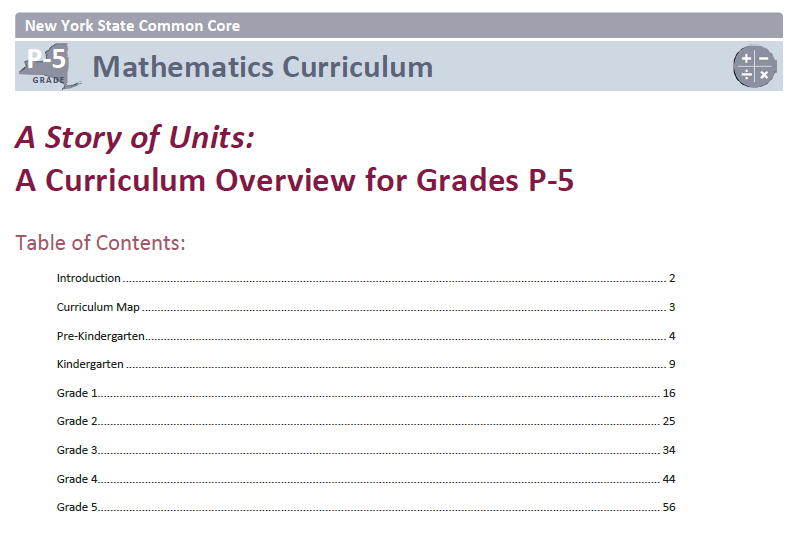 New York State Common Core
P-5
GRADE
Mathematics Curriculum
A Story of Units:
A Curriculum Overview for Grades P-5
Table of Contents:
Introduction ........ 2
Curriculum Map ........ 3
Pre-Kindergarten ........ 4
Kindergarten ........ 9
Grade 1 ........ 16
Grade 2 ........ 25
Grade 3 ........ 34
Grade 4 ........ 44
Grade 5 ........ 56